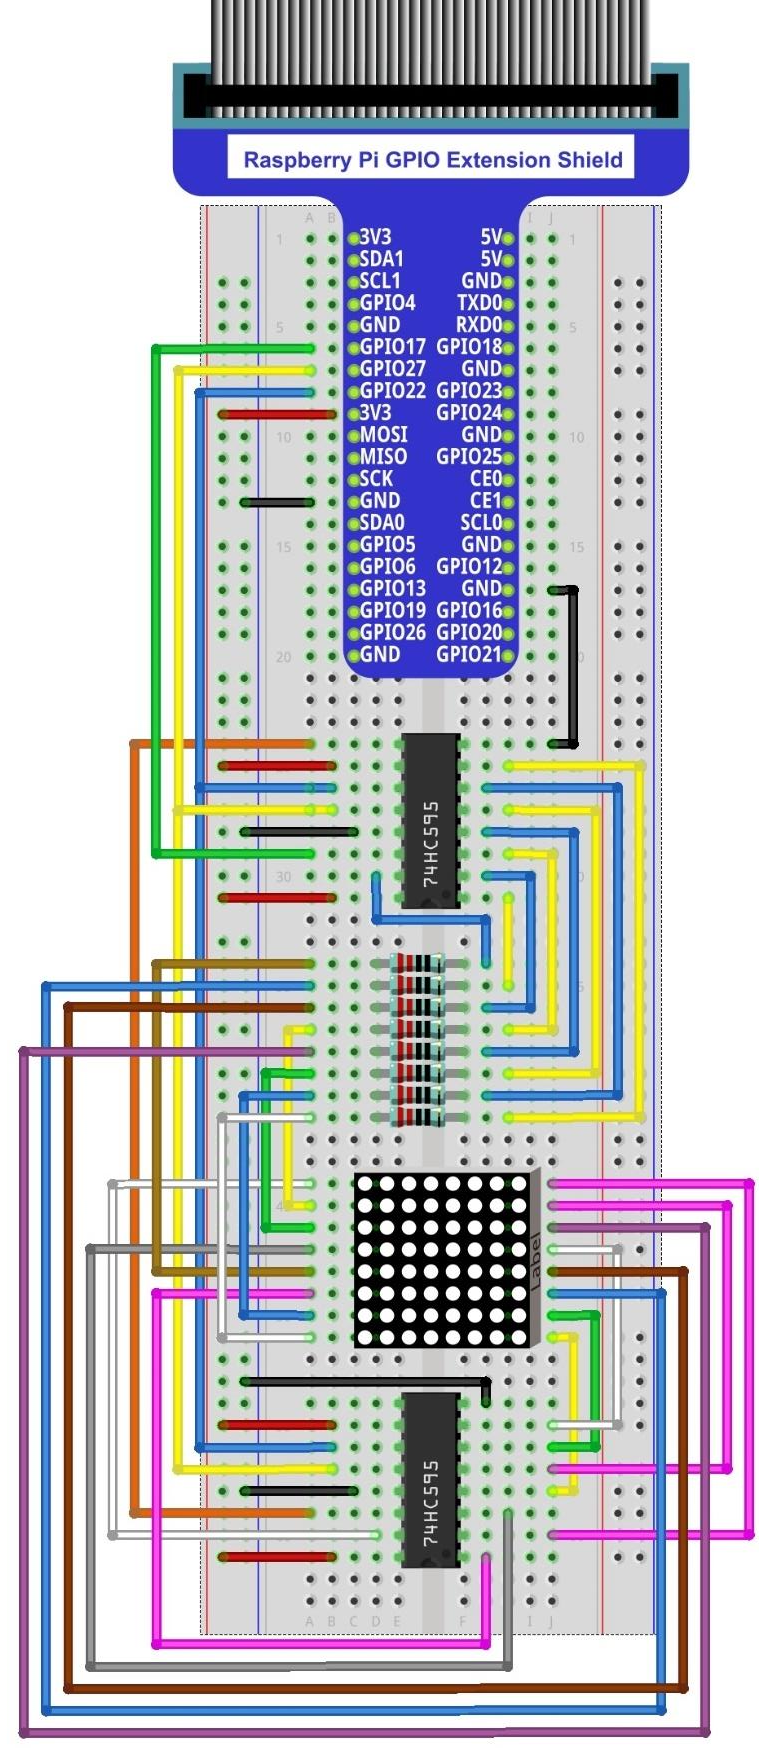 Raspberry Pi GPIO Extension Shield
A B I J
1 3V3 5V 1
SDA1 5V
SCL1 GND
GPIO4 TXD0
5 GND RXD0 5
GPIO17 GPIO18
GPIO27 GND
GPIO22 GPIO23
3V3 GPIO24
10 MOSI GND 10
MISO GPIO25
SCK CE0
GND CE1
SDA0 SCL0
15 GPIO5 GND 15
GPIO6 GPIO12
GPIO13 GND
GPIO19 GPIO16
GPIO26 GPIO20
20 GND GPIO21
74HC595
30
Label
74HC595
A B C D E F I J